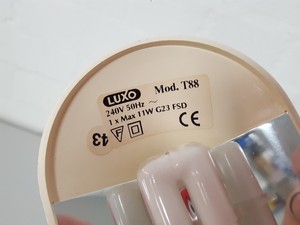 LUXO Mod. T88
240V 50Hz ~
1 x Max 11W G23 FSD
F CE
13